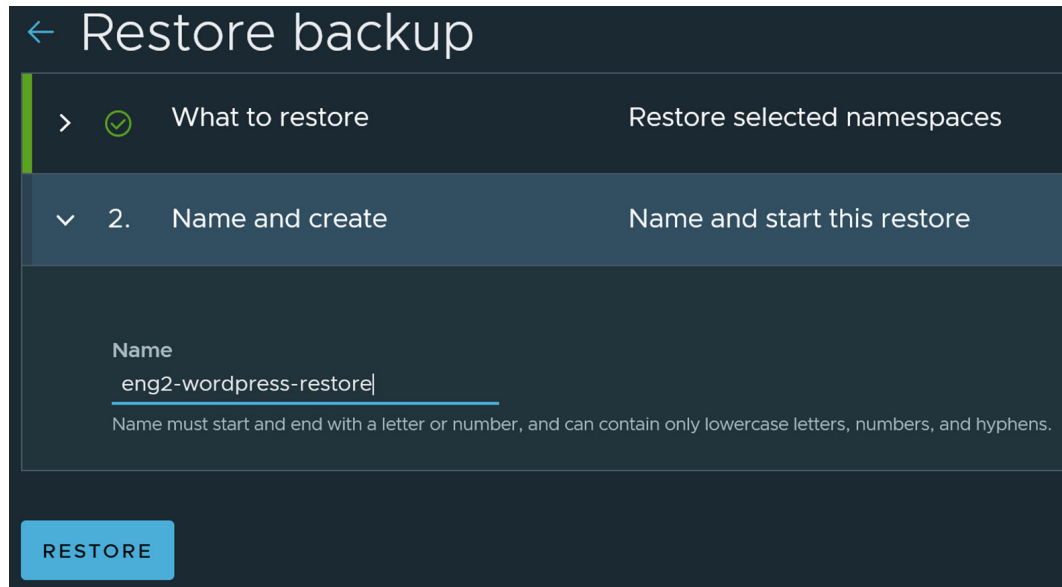 Restore backup
What to restore Restore selected namespaces
2. Name and create Name and start this restore
Name
eng2-wordpress-restore
Name must start and end with a letter or number, and can contain only lowercase letters, numbers, and hyphens.
RESTORE